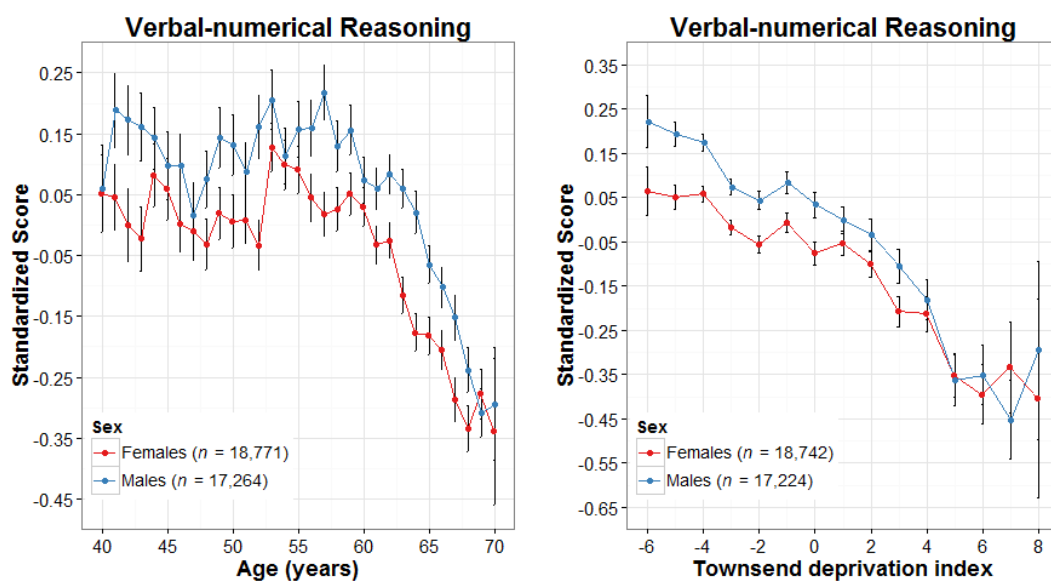 Verbal-numerical Reasoning
Standardized Score
0.25
0.15
0.05
-0.05
-0.15
-0.25
-0.35
-0.45
Sex
Females (n = 18,771)
Males (n = 17,264)
40 45 50 55 60 65 70
Age (years)
Verbal-numerical Reasoning
Standardized Score
0.35
0.25
0.15
0.05
-0.05
-0.15
-0.25
-0.35
-0.45
-0.55
-0.65
Sex
Females (n = 18,742)
Males (n = 17,224)
-6 -4 -2 0 2 4 6 8
Townsend deprivation index